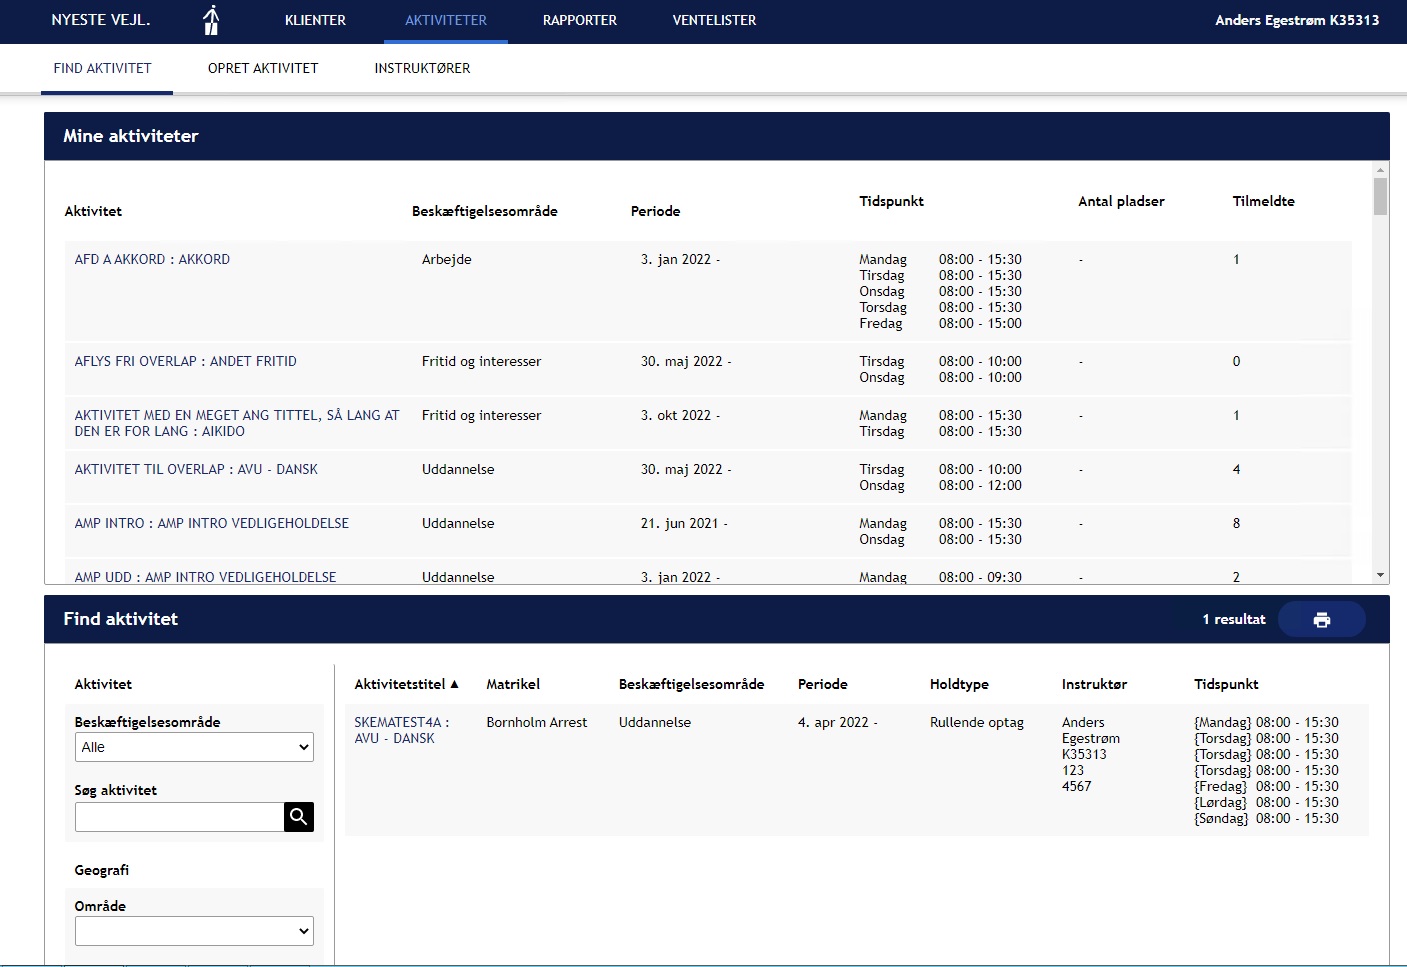 NYESTE VEJL. KLIENTER AKTIVITETER RAPPORTER VENTELISTER Anders Egestrøm K35313
FIND AKTIVITET OPRET AKTIVITET INSTRUKTØRER
Mine aktiviteter
Aktivitet Beskæftigelsesområde Periode Tidspunkt Antal pladser Tilmeldte
AFD A AKKORD : AKKORD Arbejde 3. jan 2022 - Mandag 08:00 - 15:30 - 1
Tirsdag 08:00 - 15:30
Onsdag 08:00 - 15:30
Torsdag 08:00 - 15:30
Fredag 08:00 - 15:00
AFLYS FRI OVERLAP : ANDET FRITID Fritid og interesser 30. maj 2022 - Tirsdag 08:00 - 10:00 - 0
Onsdag 08:00 - 10:00
AKTIVITET MED EN MEGET ANG TITTEL, SÅ LANG AT Fritid og interesser 3. okt 2022 - Mandag 08:00 - 15:30 - 1
DEN ER FOR LANG : AIKIDO Tirsdag 08:00 - 15:30
AKTIVITET TIL OVERLAP : AVU - DANSK Uddannelse 30. maj 2022 - Tirsdag 08:00 - 10:00 - 4
Onsdag 08:00 - 12:00
AMP INTRO : AMP INTRO VEDLIGEHOLDELSE Uddannelse 21. jun 2021 - Mandag 08:00 - 15:30 - 8
Onsdag 08:00 - 15:30
AMP UDD : AMP INTRO VEDLIGEHOLDELSE Uddannelse 3. jan 2022 - Mandag 08:00 - 09:30 - 2
Find aktivitet 1 resultat
Aktivitet
Beskæftigelsesområde
Alle
Søg aktivitet
Geografi
Område
Aktivitetstitel ▲ Matrikel Beskæftigelsesområde Periode Holdtype Instruktør Tidspunkt
SKEMATEST4A : Bornholm Arrest Uddannelse 4. apr 2022 - Rullende optag Anders {Mandag} 08:00 - 15:30
AVU - DANSK Egestrøm {Torsdag} 08:00 - 15:30
K35313 {Torsdag} 08:00 - 15:30
123 {Torsdag} 08:00 - 15:30
4567 {Fredag} 08:00 - 15:30
{Lørdag} 08:00 - 15:30
{Søndag} 08:00 - 15:30